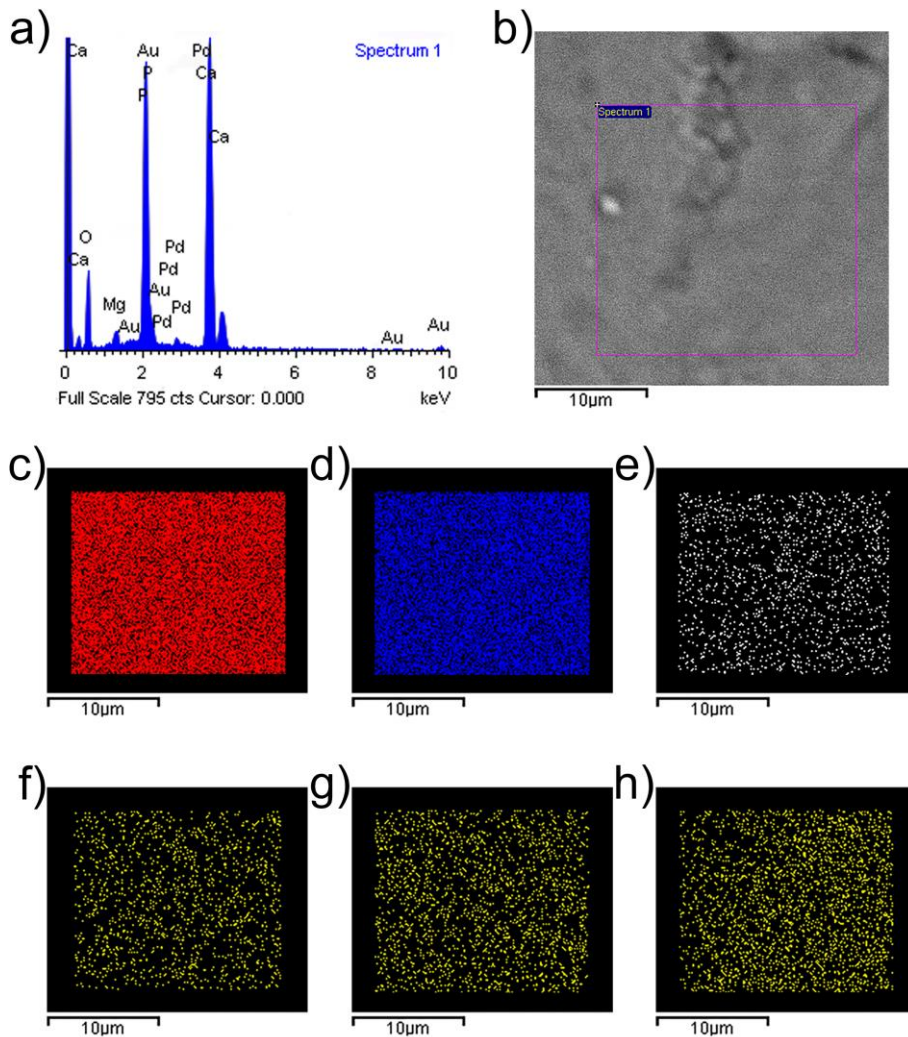 a)
Ca Au Pd Spectrum 1
P Ca
P
Ca
O Pd
Ca Pd
Mg Au Pd
Au Pd Au Au
0 2 4 6 8 10
Full Scale 795 cts Cursor: 0.000 keV
b)
Spectrum 1
10µm
c) d) e)
10µm 10µm 10µm
f) g) h)
10µm 10µm 10µm